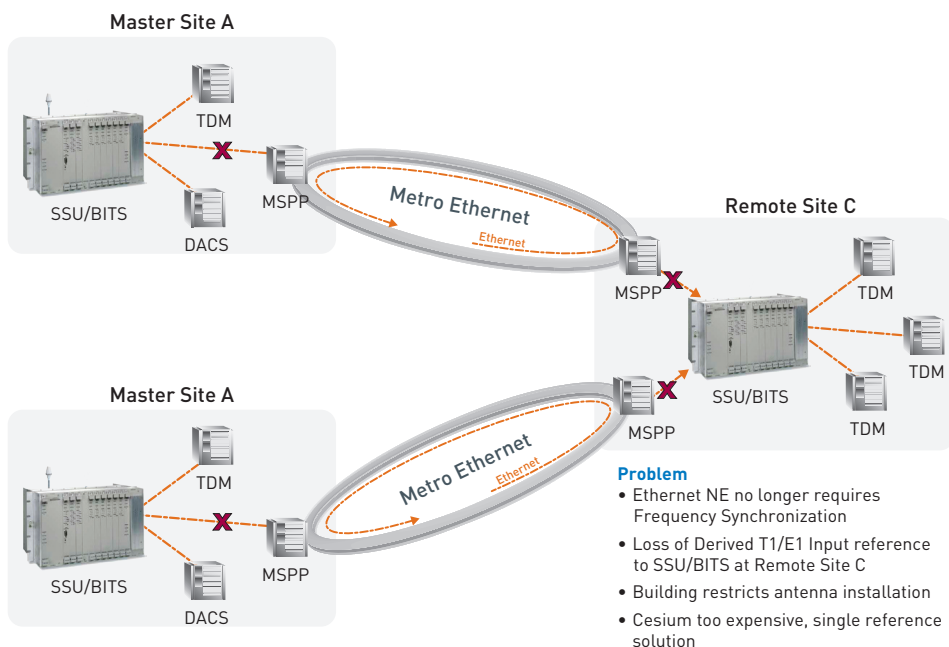 Master Site A
TDM
MSPP
SSU/BITS
DACS
Metro Ethernet
Ethernet
Remote Site C
MSPP
TDM
TDM
SSU/BITS
TDM
Master Site A
TDM
MSPP
SSU/BITS
DACS
Metro Ethernet
Ethernet
MSPP
Problem
• Ethernet NE no longer requires
Frequency Synchronization
• Loss of Derived T1/E1 Input reference
to SSU/BITS at Remote Site C
• Building restricts antenna installation
• Cesium too expensive, single reference
solution